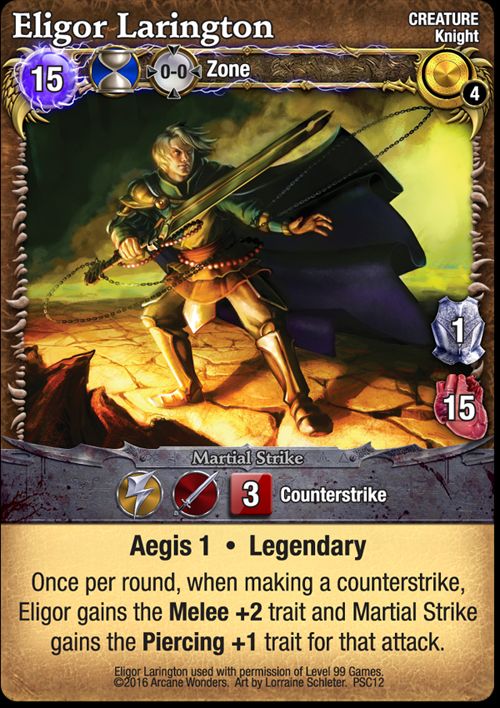 Eligor Larington
CREATURE
Knight
15
0-0
Zone
4
1
15
Martial Strike
3
Counterstrike
Aegis 1 • Legendary
Once per round, when making a counterstrike,
Eligor gains the Melee +2 trait and Martial Strike
gains the Piercing +1 trait for that attack.
Eligor Larington used with permission of Level 99 Games.
©2016 Arcane Wonders. Art by Lorraine Schleter. PSC12